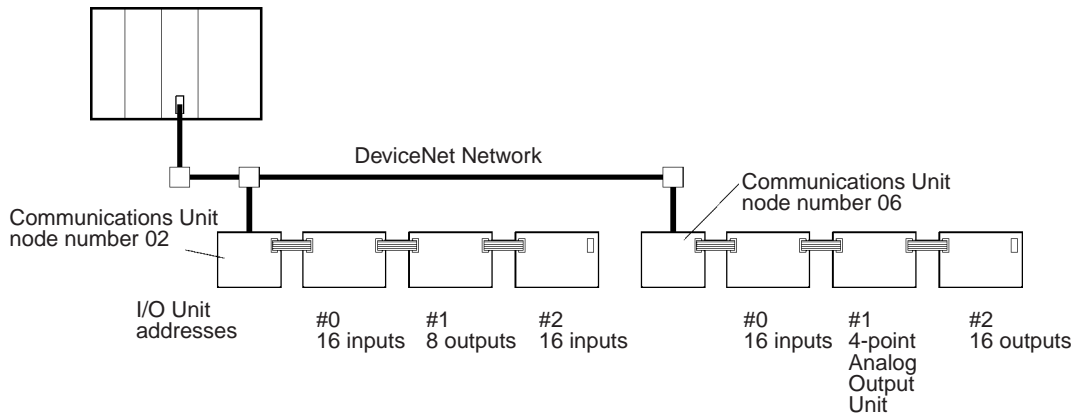 DeviceNet Network
Communications Unit
node number 02
Communications Unit
node number 06
I/O Unit
addresses
#0
16 inputs
#1
8 outputs
#2
16 inputs
#0
16 inputs
#1
4-point
Analog
Output
Unit
#2
16 outputs